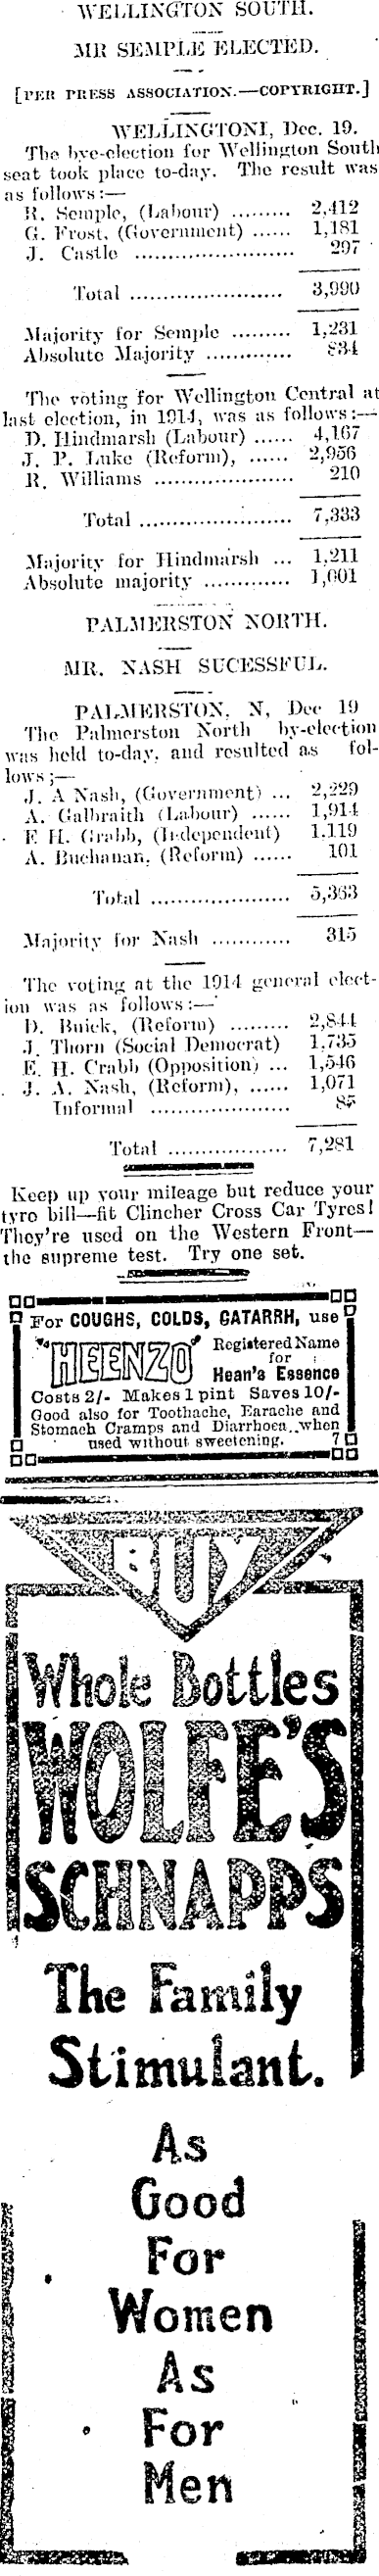 WELLINGTON SOUTH.
MR SEMPLE ELECTED.
[PER PRESS ASSOCIATION.—COPYRIGHT.]
WELLINGTONI, Dec. 19.
The bye-election for Wellington South
seat took place to-day. The result was
as follows:—
R. Semple, (Labour) ......... 2,412
G. Frost, (Government) ...... 1,181
J. Castle ........................ 297
Total ....................... 3,990
Majority for Semple ......... 1,231
Absolute Majority ............. 834
The voting for Wellington Central at
last election, in 1914, was as follows:—
D. Hindmarsh (Labour) ...... 4,167
J. P. Luke (Reform), ...... 2,956
R. Williams ..................... 210
Total ....................... 7,333
Majority for Hindmarsh ... 1,211
Absolute majority ............. 1,001
PALMERSTON NORTH.
MR. NASH SUCESSFUL.
PALMERSTON, N, Dec 19
The Palmerston North by-election
was held to-day, and resulted as fol-
lows;—
J. A Nash, (Government) ... 2,229
A. Galbraith (Labour) ...... 1,914
E H. Crabb, (Independent) 1.119
A. Buchanan, (Reform) ...... 101
Total ..................... 5,363
Majority for Nash ............ 315
The voting at the 1914 general elect-
ion was as follows:—
D. Buick, (Reform) ......... 2,844
J. Thorn (Social Democrat) 1.735
E. H. Crabb (Opposition) ... 1,546
J. A. Nash, (Reform), ...... 1,071
Informal ..................... 85
Total .................. 7,281
Keep up your mileage but reduce your
tyre bill—fit Clincher Cross Car Tyres!
They're used on the Western Front—
the supreme test. Try one set.
For COUGHS, COLDS, CATARRH, use
"HEENZO" Registered Name
for
Hean's Essence
Costs 2/- Makes 1 pint Saves 10/-
Good also for Toothache, Earache and
Stomach Cramps and Diarrhoea, when
used without sweetening. 7
BUY
Whole Bottles
WOLFE'S
SCHNAPPS
The Family
Stimulant.
As
Good
For
Women
As
For
Men